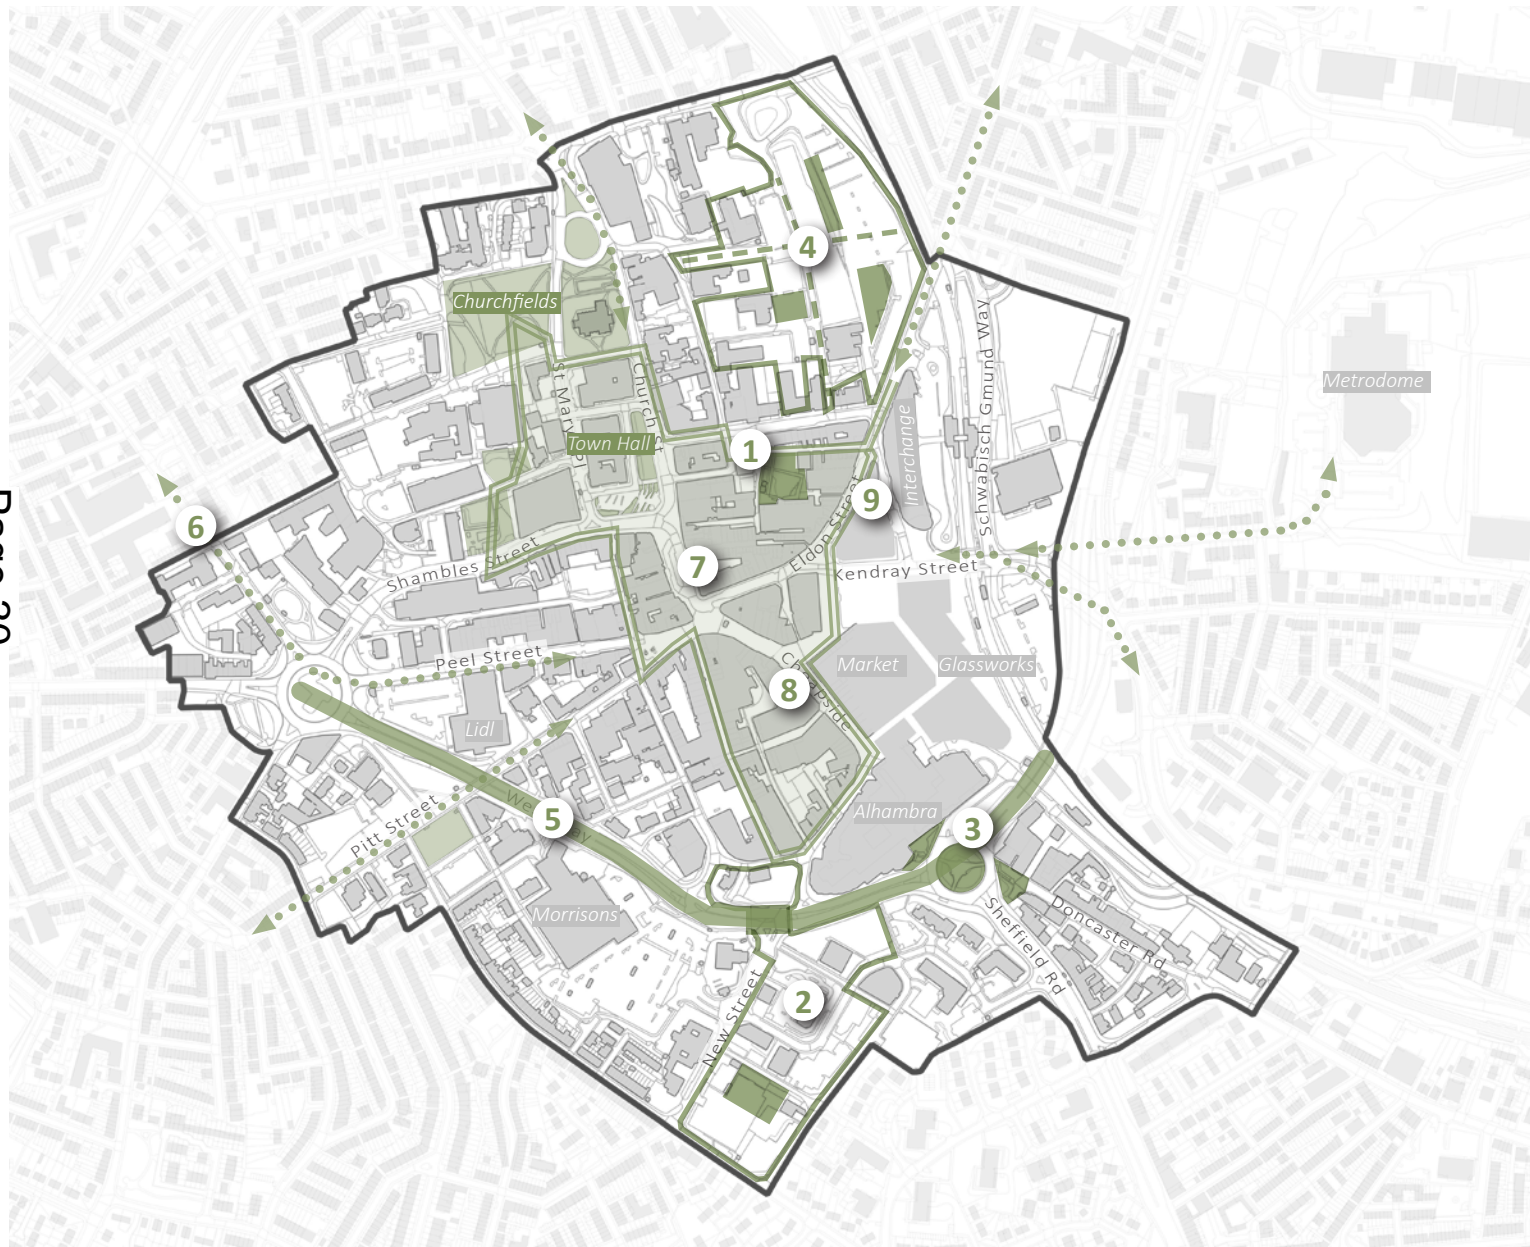 4
Churchfields
Metrodome
Schwabisch Gmund Way
St Mary's Pl
Church St
Town Hall
1
Interchange
B
9
6
Eldon Street
Shambles Street
7
Kendray Street
Peel Street
Market
Glassworks
Cheapside
8
Lidl
Pitt Street
5
Alhambra
3
Morrisons
Sheffield Rd
Doncaster Rd
New Street
2